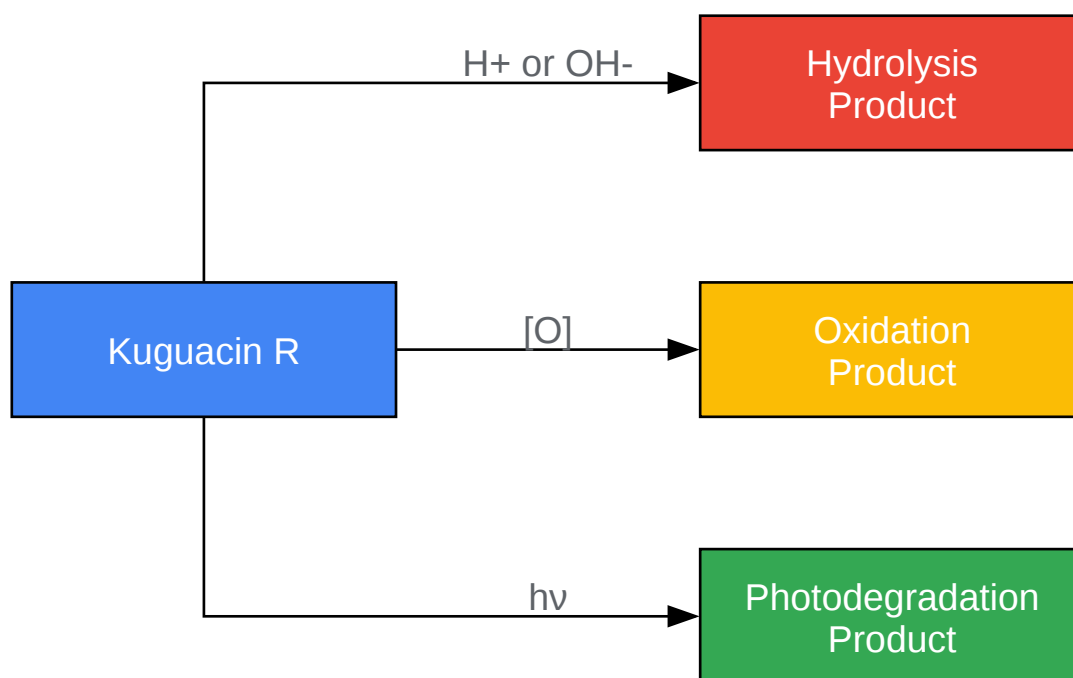 H+ or OH-
Hydrolysis
Product
Kuguacin R
[O]
Oxidation
Product
hν
Photodegradation
Product